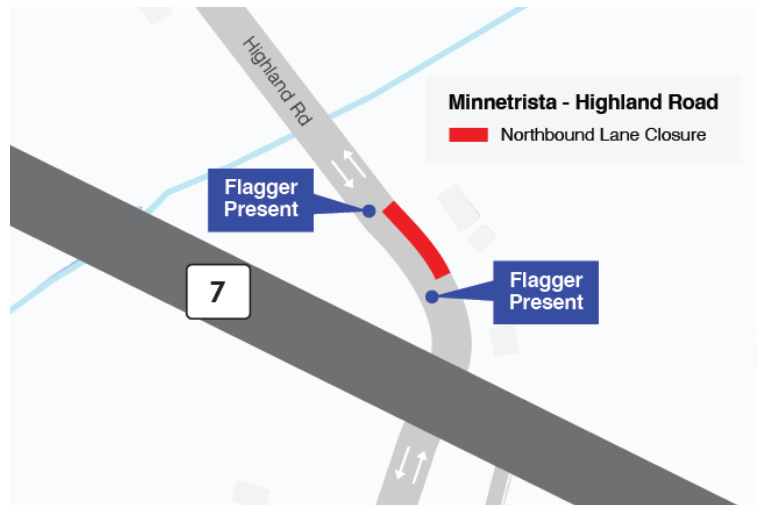 Highland Rd
Minnetrista - Highland Road
Northbound Lane Closure
Flagger
Present
Flagger
Present
7